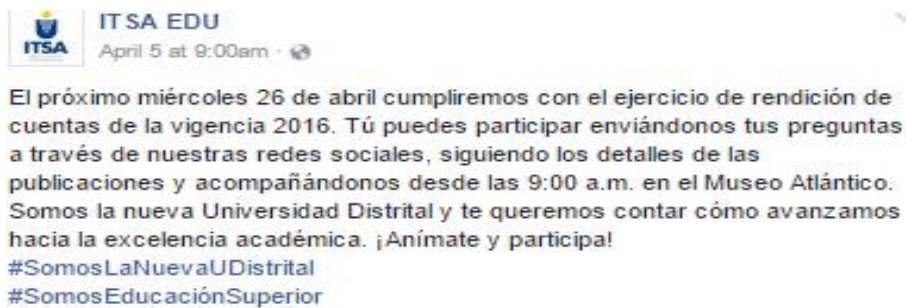 ITSA EDU
ITSA
April 5 at 9:00am
El próximo miércoles 26 de abril cumpliremos con el ejercicio de rendición de
cuentas de la vigencia 2016. Tú puedes participar enviándonos tus preguntas
a través de nuestras redes sociales, siguiendo los detalles de las
publicaciones y acompañándonos desde las 9:00 a.m. en el Museo Atlántico.
Somos la nueva Universidad Distrital y te queremos contar cómo avanzamos
hacia la excelencia académica. ¡Anímate y participa!
#SomosLaNuevaUDistrital
#SomosEducaciónSuperior